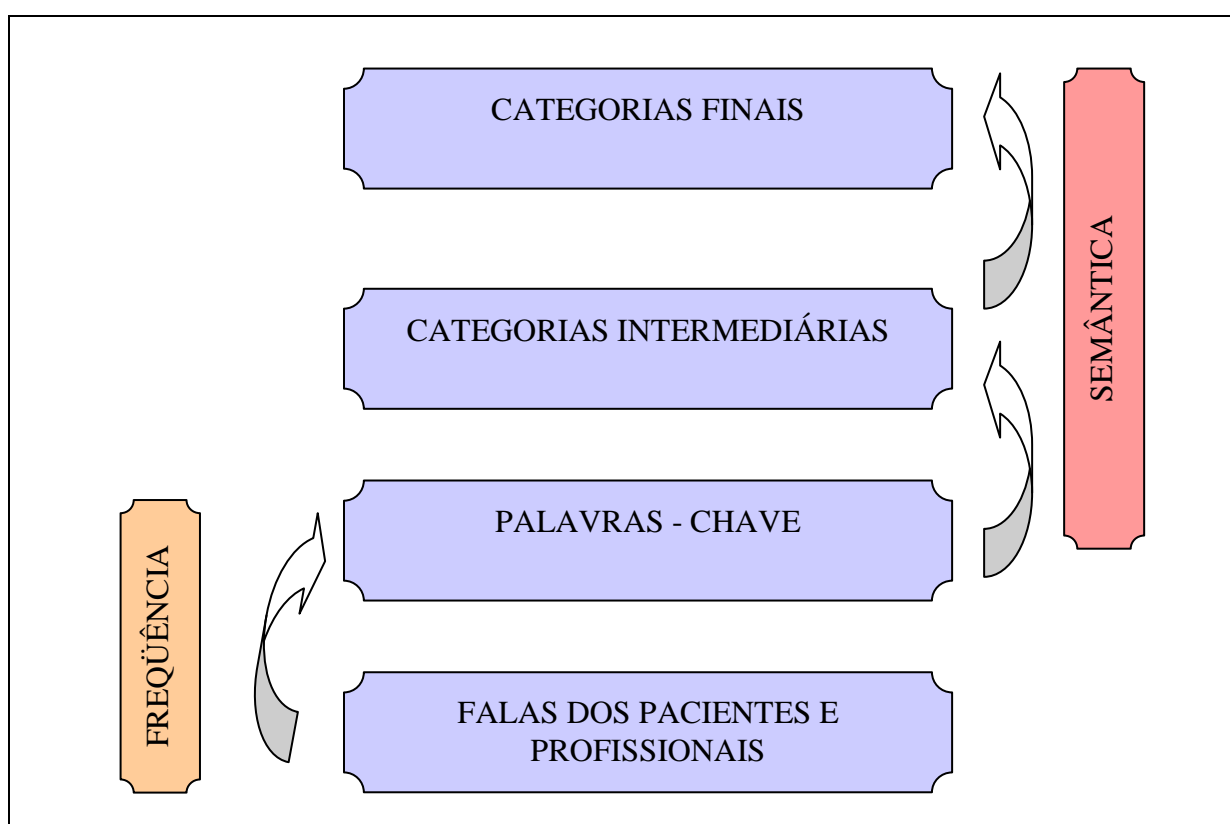 CATEGORIAS FINAIS
SEMÂNTICA
CATEGORIAS INTERMEDIÁRIAS
PALAVRAS - CHAVE
FREQÜÊNCIA
FALAS DOS PACIENTES E
PROFISSIONAIS